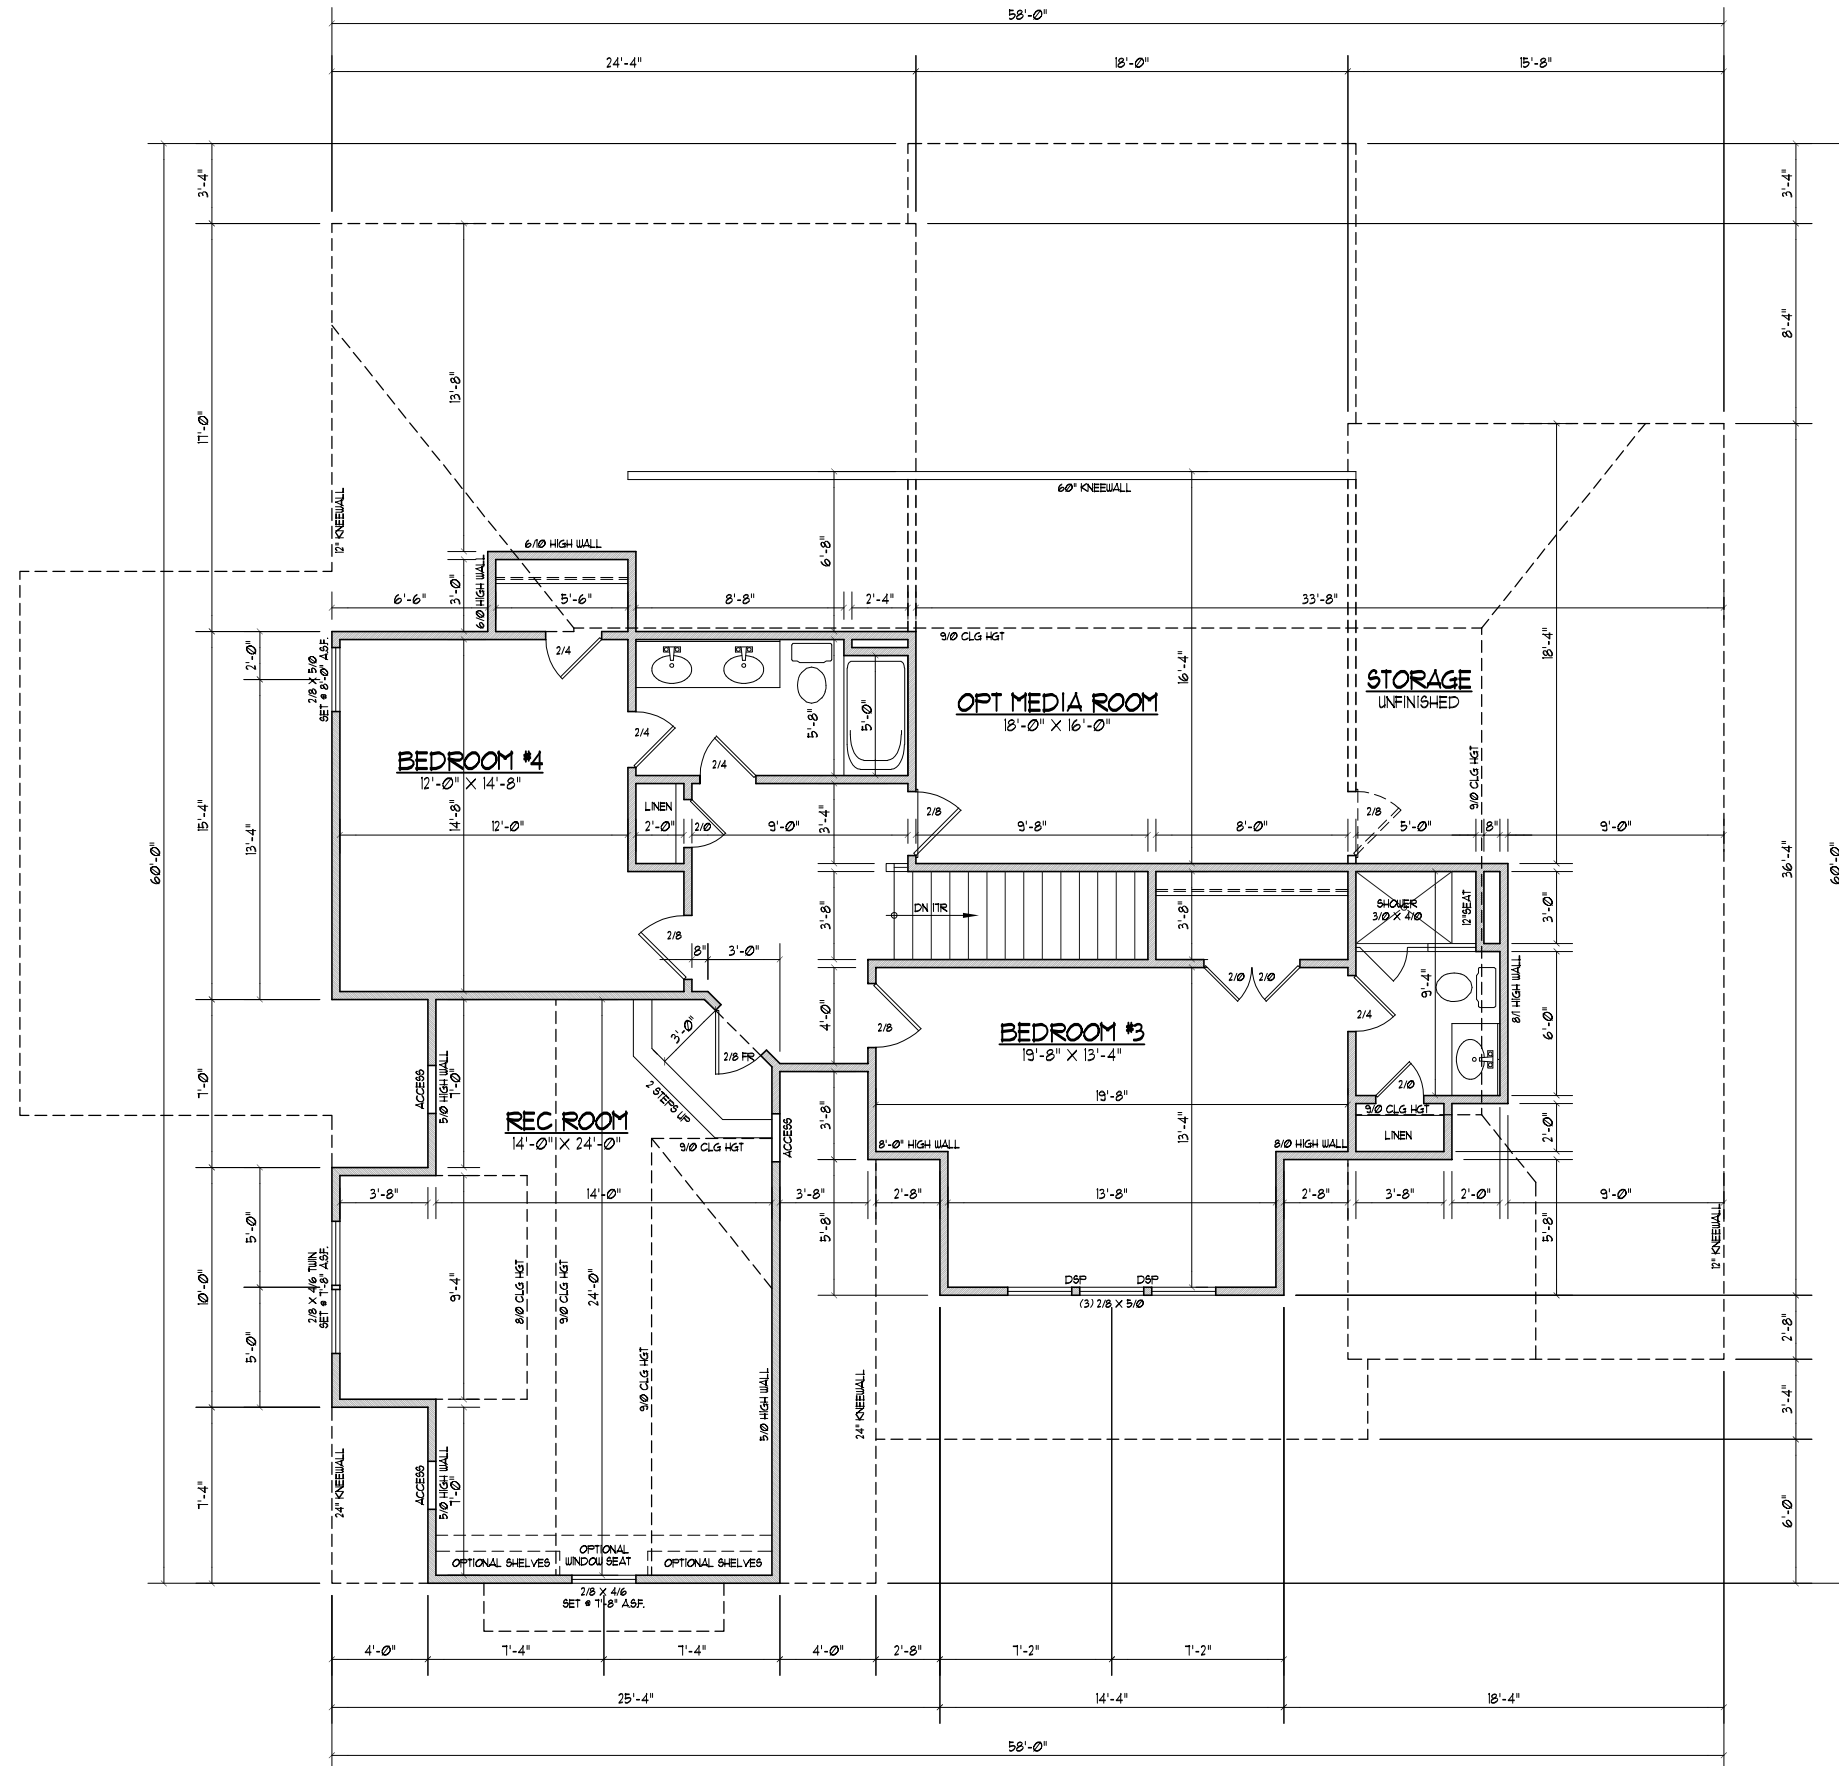 58'-0"
24'-4"
18'-0"
15'-8"
3'-4"
3'-4"
8'-4"
13'-8"
17'-0"
12" KNEEWALL
60" KNEEWALL
6'-8"
6/10 HIGH WALL
6/0 HIGH WALL
3'-0"
6'-6"
5'-6"
8'-8"
2'-4"
33'-8"
9/0 CLG HGT
18'-4"
16'-4"
2'-0"
2/8 X 5/0
SET @ 8'-0" A.S.F.
2/4
STORAGE
UNFINISHED
OPT MEDIA ROOM
18'-0" X 16'-0"
5'-8"
5'-0"
2/4
2/4
BEDROOM #4
12'-0" X 14'-8"
14'-8"
9/0 CLG HGT
LINEN
2/8
2/8
15'-4"
13'-4"
12'-0"
2'-0"
2/0
9'-0"
3'-4"
9'-8"
8'-0"
5'-0"
8"
9'-0"
60'-0"
36'-4"
60'-0"
DN 17R
3'-8"
3'-8"
SHOWER
3/0 X 4/0
12" SEAT
3'-0"
2/8
8"
3'-0"
2/0
2/0
9'-4"
8/1 HIGH WALL
4'-0"
2/8
BEDROOM #3
19'-8" X 13'-4"
2/4
6'-0"
3'-0"
2/8 FR
2 STEPS UP
7'-0"
ACCESS
5/0 HIGH WALL
7'-0"
2/0
REC ROOM
14'-0" X 24'-0"
9/0 CLG HGT
ACCESS
3'-8"
19'-8"
13'-4"
9/0 CLG HGT
LINEN
2'-0"
8'-0" HIGH WALL
8/0 HIGH WALL
3'-8"
14'-0"
3'-8"
2'-8"
13'-8"
2'-8"
3'-8"
2'-0"
9'-0"
5'-0"
5'-8"
5'-8"
12" KNEEWALL
10'-0"
2/8 X 4/6 TWIN
SET @ 7'-8" A.S.F.
9'-4"
8/0 CLG HGT
9/0 CLG HGT
24'-0"
DSP
DSP
(3) 2/8 X 5/0
5'-0"
9/0 CLG HGT
2'-8"
5/0 HIGH WALL
24" KNEEWALL
3'-4"
7'-4"
24" KNEEWALL
ACCESS
5/0 HIGH WALL
7'-0"
6'-0"
OPTIONAL SHELVES
OPTIONAL
WINDOW SEAT
OPTIONAL SHELVES
2/8 X 4/6
SET @ 7'-8" A.S.F.
4'-0"
7'-4"
7'-4"
4'-0"
2'-8"
7'-2"
7'-2"
25'-4"
14'-4"
18'-4"
58'-0"